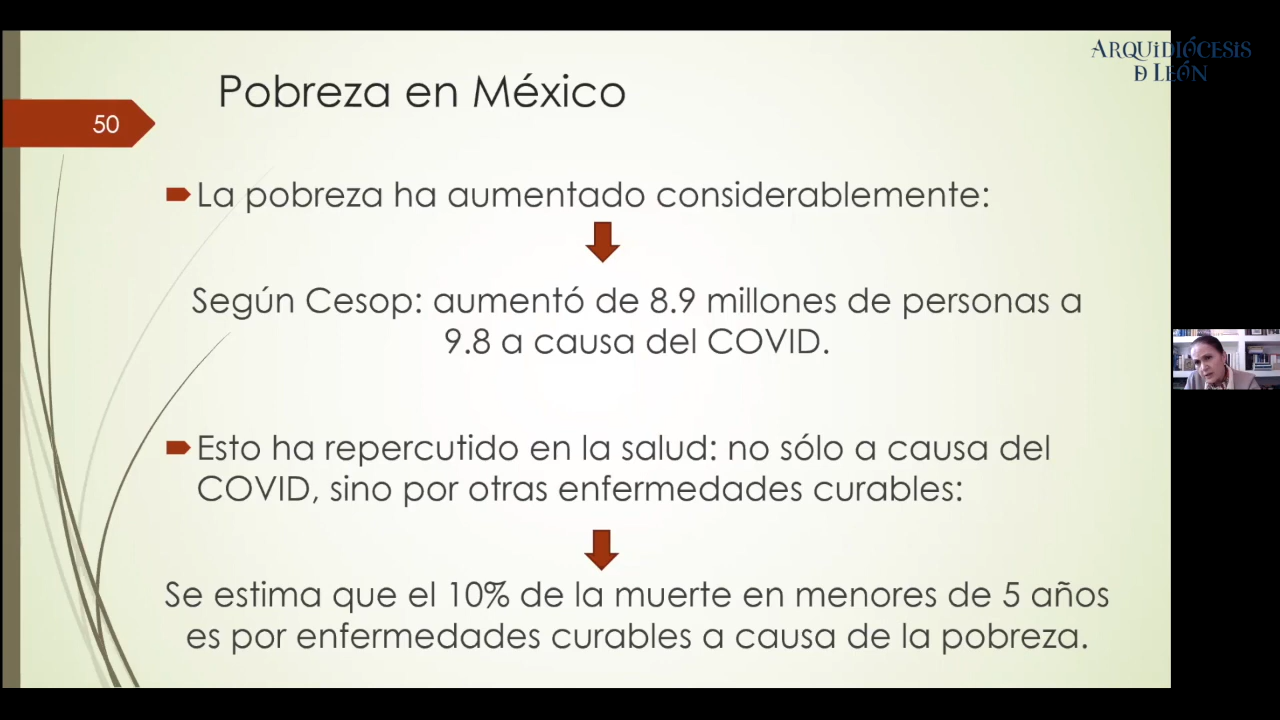 ARQUIDIÓCESIS
D LEÓN
Pobreza en México
50
La pobreza ha aumentado considerablemente:
Según Cesop: aumentó de 8.9 millones de personas a
9.8 a causa del COVID.
Esto ha repercutido en la salud: no sólo a causa del
COVID, sino por otras enfermedades curables:
Se estima que el 10% de la muerte en menores de 5 años
es por enfermedades curables a causa de la pobreza.